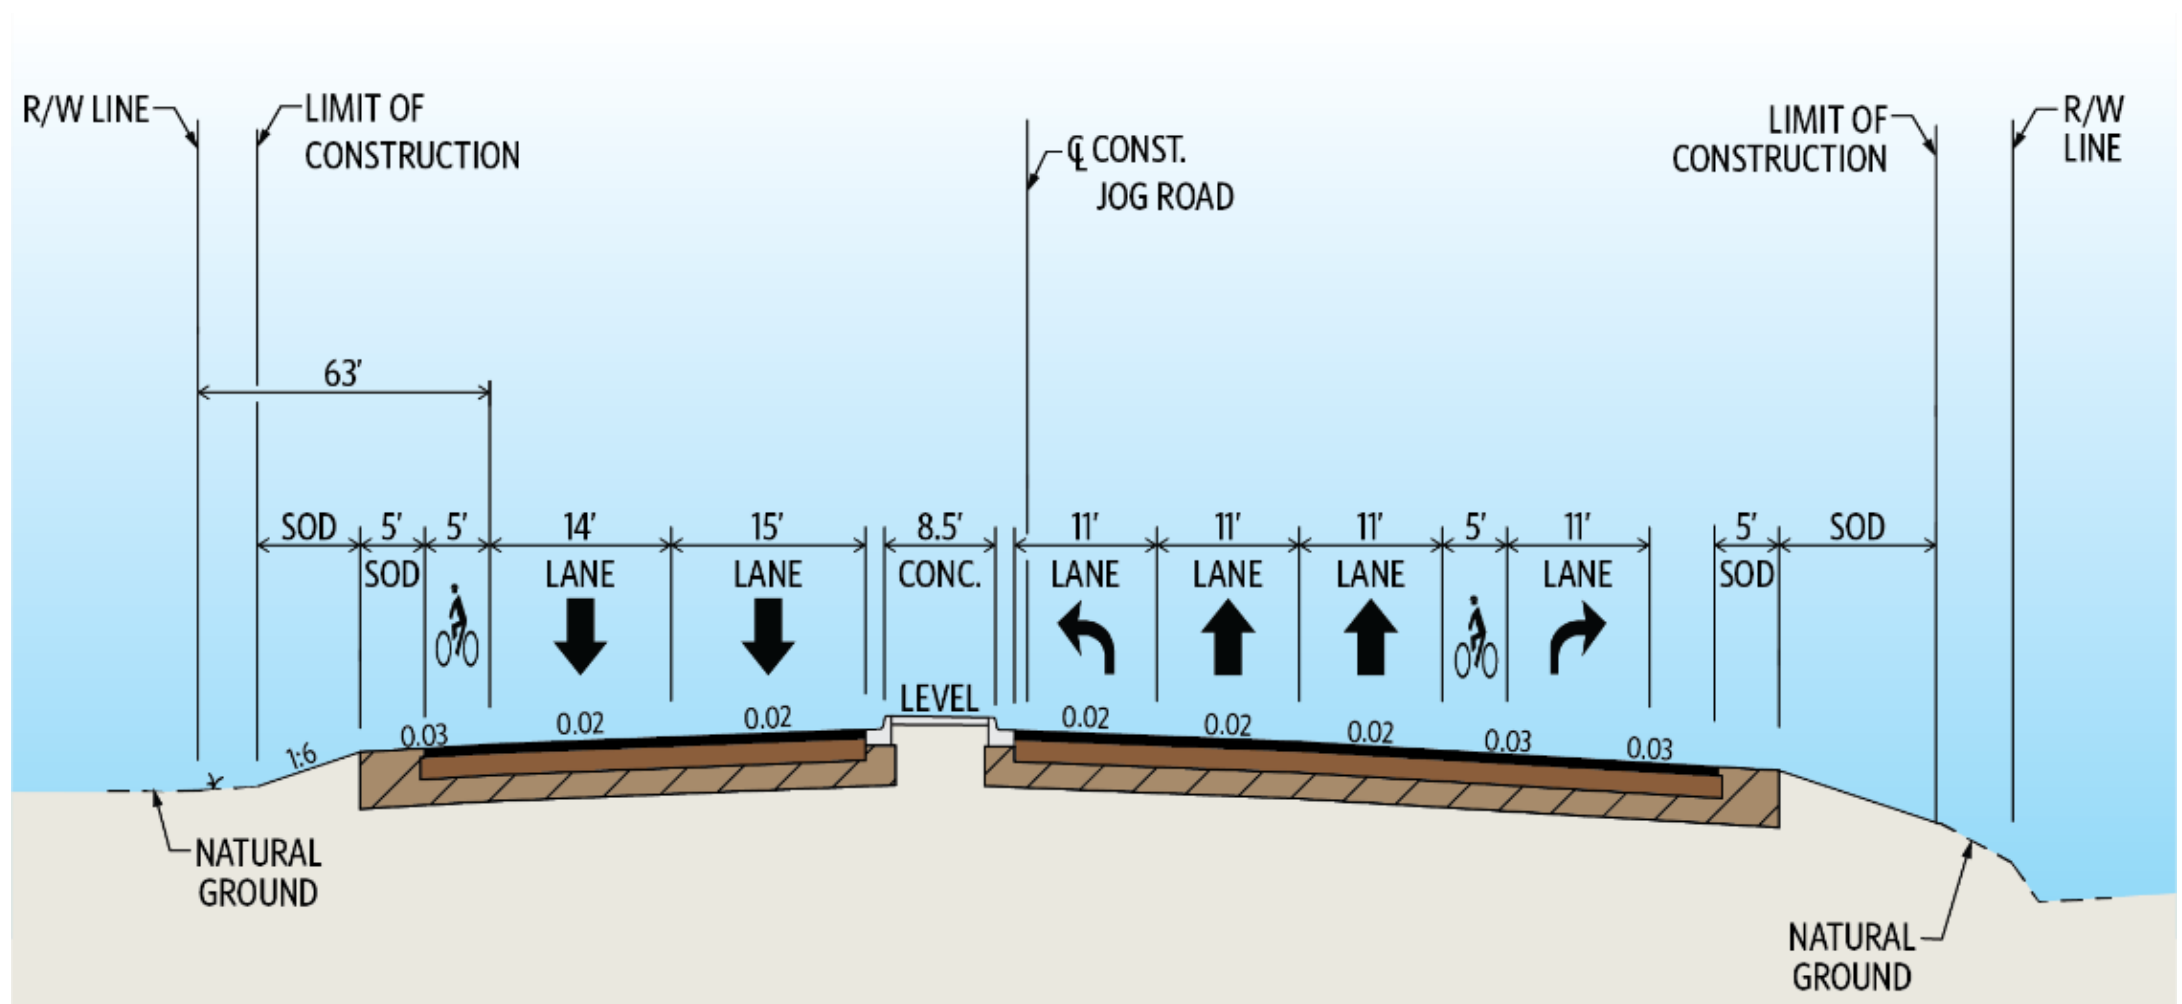 R/W LINE
LIMIT OF
CONSTRUCTION
℄ CONST.
JOG ROAD
LIMIT OF
CONSTRUCTION
R/W
LINE
63'
SOD 5' 5' 14' 15' 8.5' 11' 11' 11' 5' 11' 5' SOD
SOD LANE LANE CONC. LANE LANE LANE LANE SOD
LEVEL
1:6 0.03 0.02 0.02 0.02 0.02 0.02 0.03 0.03
NATURAL
GROUND
NATURAL
GROUND